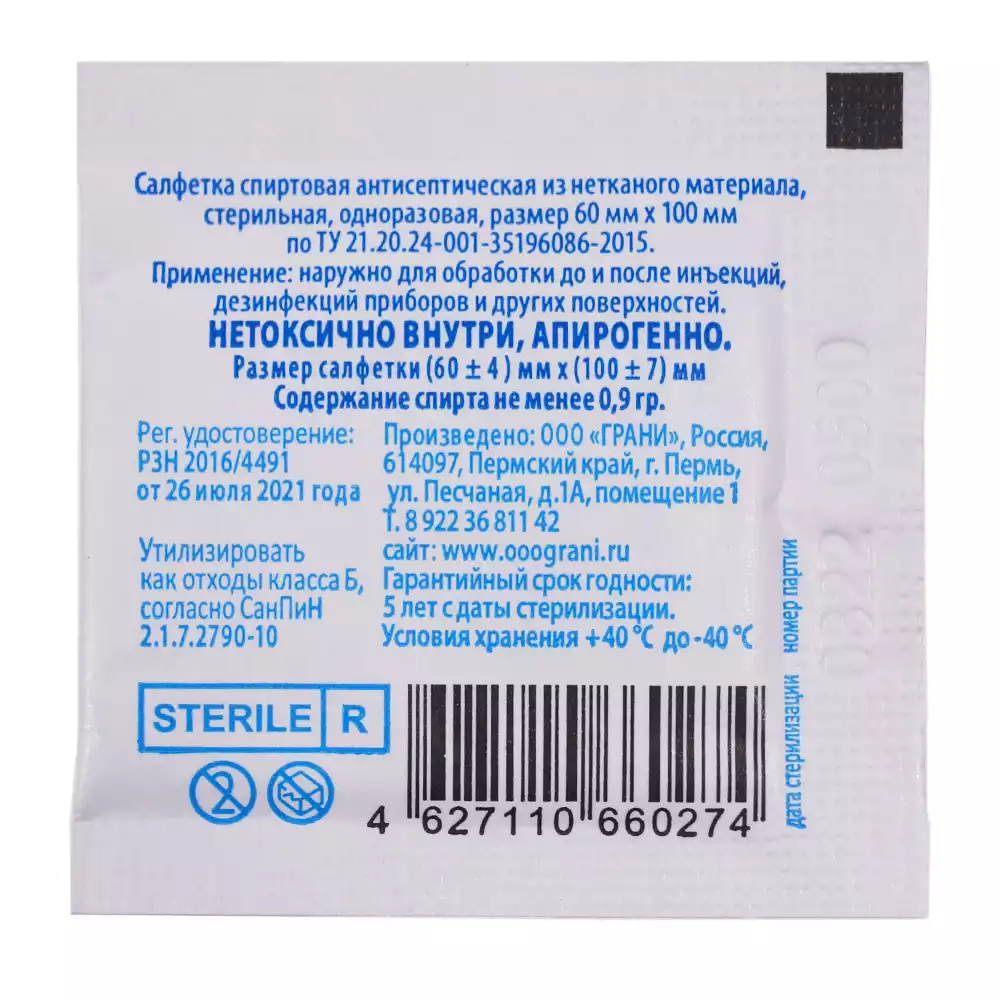 Салфетка спиртовая антисептическая из нетканого материала,
стерильная, одноразовая, размер 60 мм х 100 мм
по ТУ 21.20.24-001-35196086-2015.
Применение: наружно для обработки до и после инъекций,
дезинфекций приборов и других поверхностей.
НЕТОКСИЧНО ВНУТРИ, АПИРОГЕННО.
Размер салфетки (60 ± 4 ) мм х (100 ± 7) мм
Содержание спирта не менее 0,9 гр.
Рег. удостоверение:
РЗН 2016/4491
от 26 июля 2021 года
Произведено: ООО «ГРАНИ», Россия,
614097, Пермский край, г. Пермь,
ул. Песчаная, д.1А, помещение 1
Т. 8 922 36 811 42
сайт: www.ooograni.ru
Гарантийный срок годности:
5 лет с даты стерилизации.
Условия хранения +40 °С до -40 °С
Утилизировать
как отходы класса Б,
согласно СанПиН
2.1.7.2790-10
STERILE R
2
4 627110 660274
дата стерилизации номер партии
0322 0500